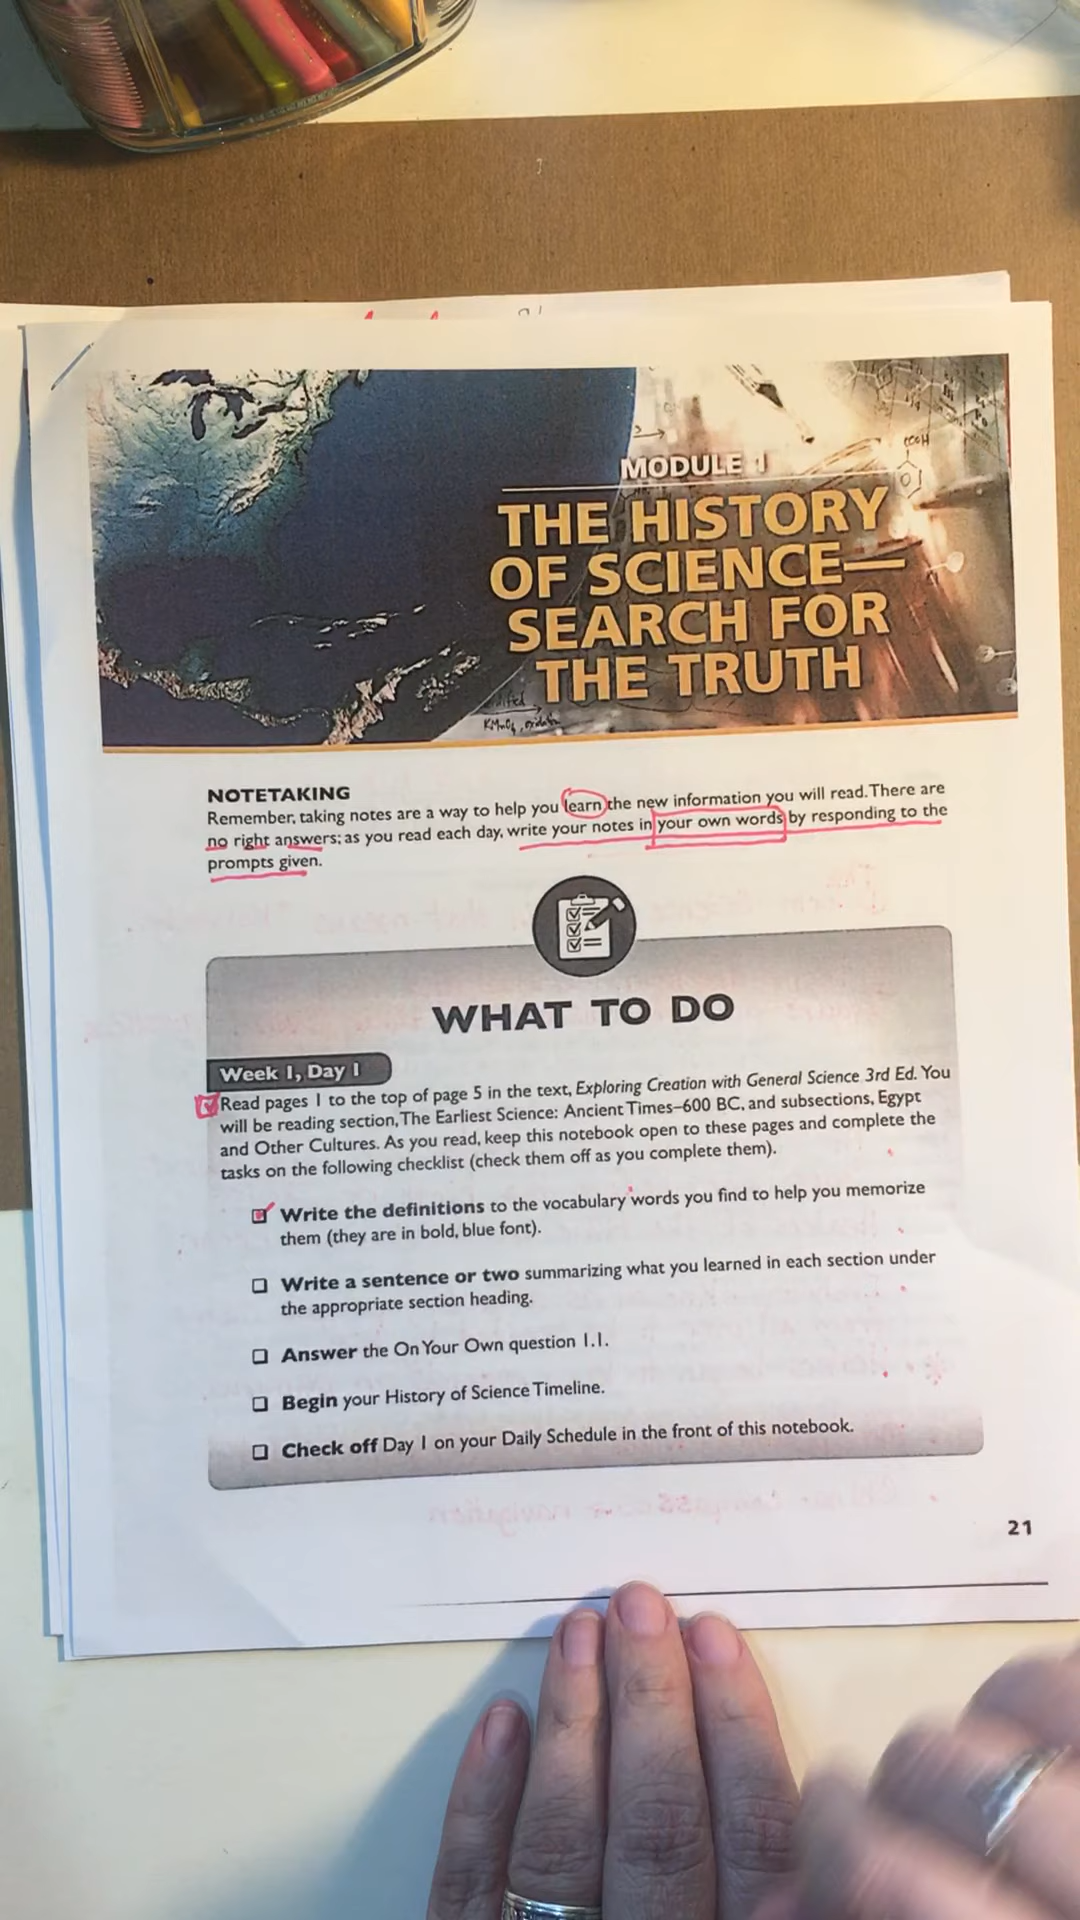 MODULE 1
THE HISTORY
OF SCIENCE—
SEARCH FOR
THE TRUTH
COOH
KMnO4
NOTETAKING
Remember, taking notes are a way to help you learn the new information you will read. There are
no right answers; as you read each day, write your notes in your own words by responding to the
prompts given.
WHAT TO DO
Week 1, Day 1
Read pages 1 to the top of page 5 in the text, Exploring Creation with General Science 3rd Ed. You
will be reading section, The Earliest Science: Ancient Times–600 BC, and subsections, Egypt
and Other Cultures. As you read, keep this notebook open to these pages and complete the
tasks on the following checklist (check them off as you complete them).
Write the definitions to the vocabulary words you find to help you memorize
them (they are in bold, blue font).
Write a sentence or two summarizing what you learned in each section under
the appropriate section heading.
Answer the On Your Own question 1.1.
Begin your History of Science Timeline.
Check off Day 1 on your Daily Schedule in the front of this notebook.
21